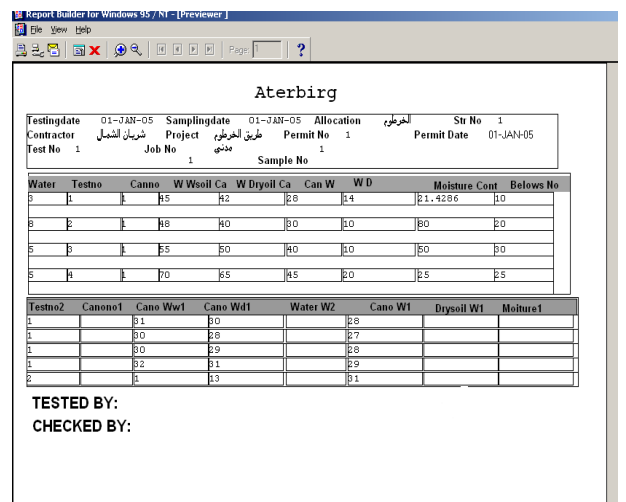 Report Builder for Windows 95 / NT - [Previewer ]
File View Help
Page: 1
Aterbirg
Testingdate 01-JAN-05 Samplingdate 01-JAN-05 Allocation الخرطوم Str No 1
Contractor شريان الشمال Project طريق الخرطوم Permit No 1 Permit Date 01-JAN-05
Test No 1 Job No مدنى 1
1 Sample No
Water Testno Canno W Wsoil Ca W Dryoil Ca Can W W D Moisture Cont Belows No
3 1 1 45 42 28 14 21.4286 10
8 2 1 48 40 30 10 80 20
5 3 1 55 50 40 10 50 30
5 4 1 70 65 45 20 25 25
Testno2 Canono1 Cano Ww1 Cano Wd1 Water W2 Cano W1 Drysoil W1 Moiture1
1 31 30 28
1 30 28 27
1 30 29 28
1 32 31 29
2 1 13 31
TESTED BY:
CHECKED BY: